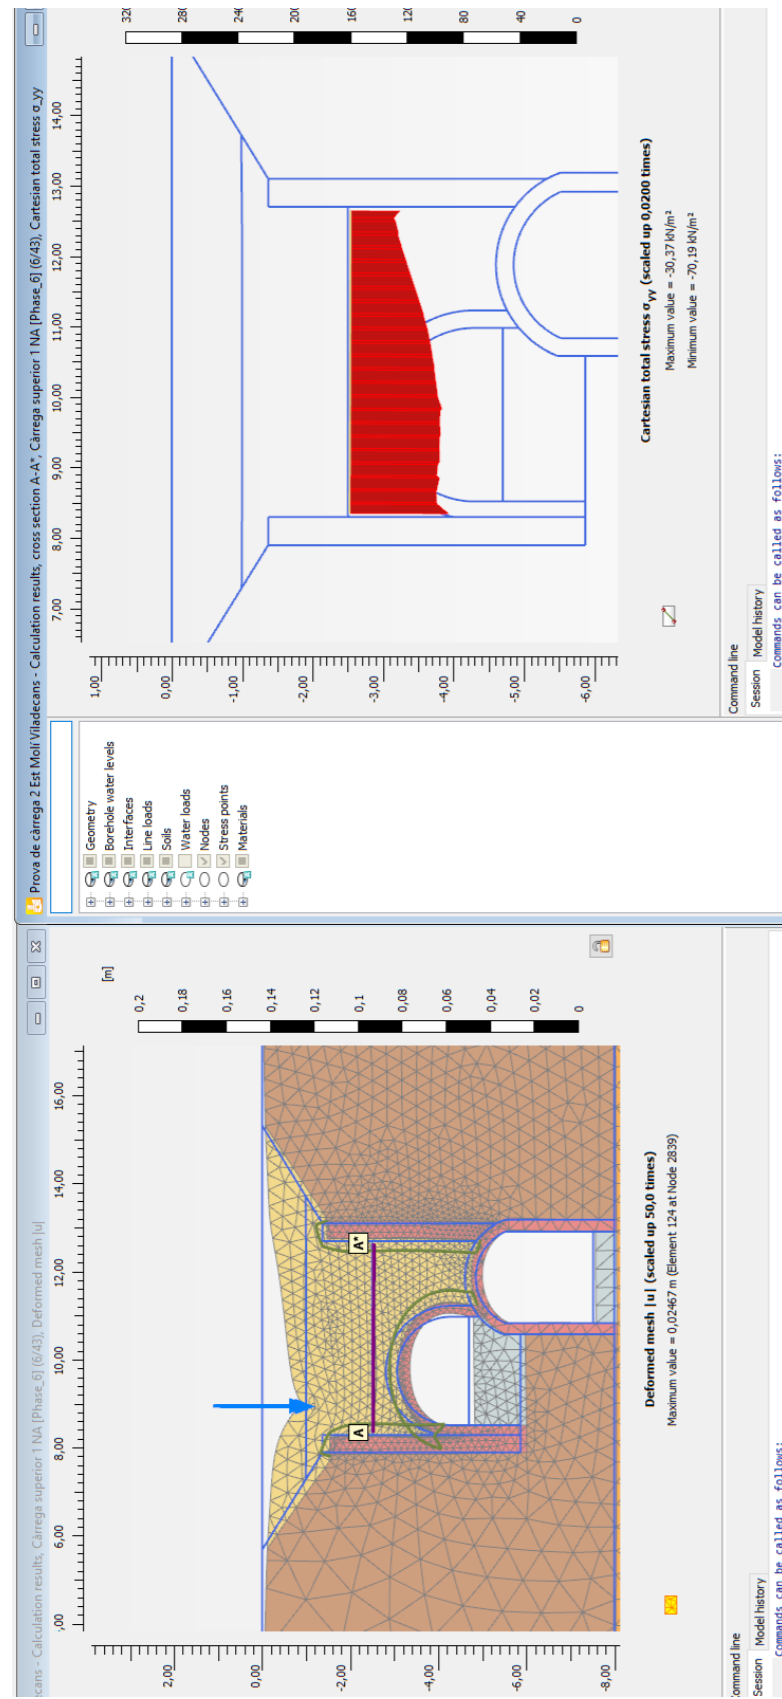 ecans - Calculation results, Càrrega superior 1 NA [Phase_6] (6/43), Deformed mesh |u|
,00
6,00
8,00
10,00
12,00
14,00
16,00
2,00
0,00
-2,00
-4,00
-6,00
-8,00
A
A*
[m]
0,2
0,18
0,16
0,14
0,12
0,1
0,08
0,06
0,04
0,02
0
Deformed mesh |u| (scaled up 50,0 times)
Maximum value = 0,02467 m (Element 124 at Node 2839)
ommand line
Session Model history
Commands can be called as follows:
Prova de càrrega 2 Est Molí Viladecans - Calculation results, cross section A-A*, Càrrega superior 1 NA [Phase_6] (6/43), Cartesian total stress σ_yy
Geometry
Borehole water levels
Interfaces
Line loads
Soils
Water loads
Nodes
Stress points
Materials
7,00
8,00
9,00
10,00
11,00
12,00
13,00
14,00
1,00
0,00
-1,00
-2,00
-3,00
-4,00
-5,00
-6,00
320
280
240
200
160
120
80
40
0
Cartesian total stress σyy (scaled up 0,0200 times)
Maximum value = -30,37 kN/m²
Minimum value = -70,19 kN/m²
Command line
Session Model history
Commands can be called as follows: